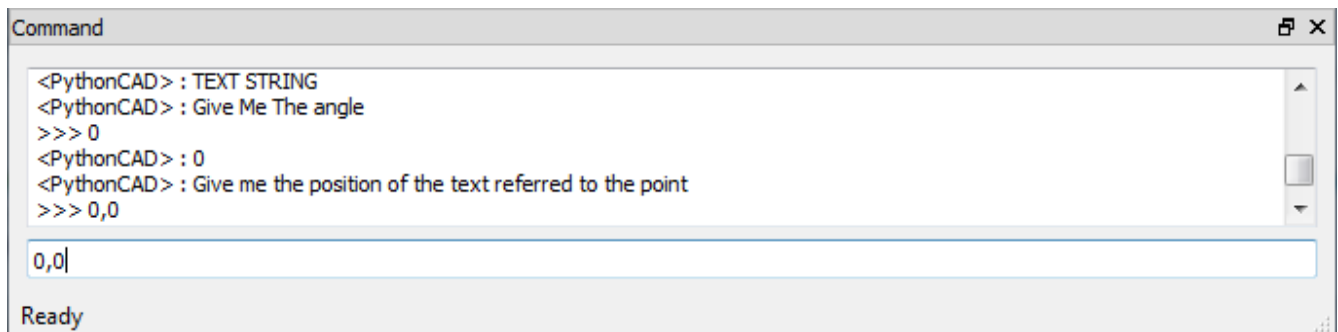 Command
<PythonCAD> : TEXT STRING
<PythonCAD> : Give Me The angle
>>> 0
<PythonCAD> : 0
<PythonCAD> : Give me the position of the text referred to the point
>>> 0,0
0,0
Ready